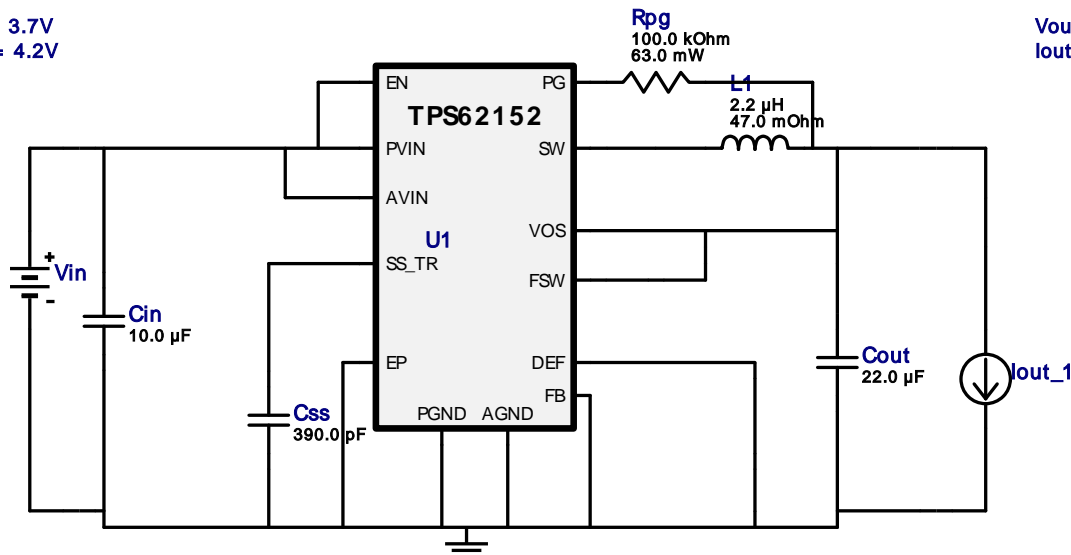 3.7V
= 4.2V
Rpg
100.0 kOhm
63.0 mW
Vou
Iout
EN
PG
L1
2.2 µH
47.0 mOhm
TPS62152
PVIN
SW
AVIN
VOS
U1
SS_TR
FSW
+
Vin
-
Cin
10.0 µF
EP
DEF
Cout
22.0 µF
Iout_1
FB
Css
390.0 pF
PGND
AGND